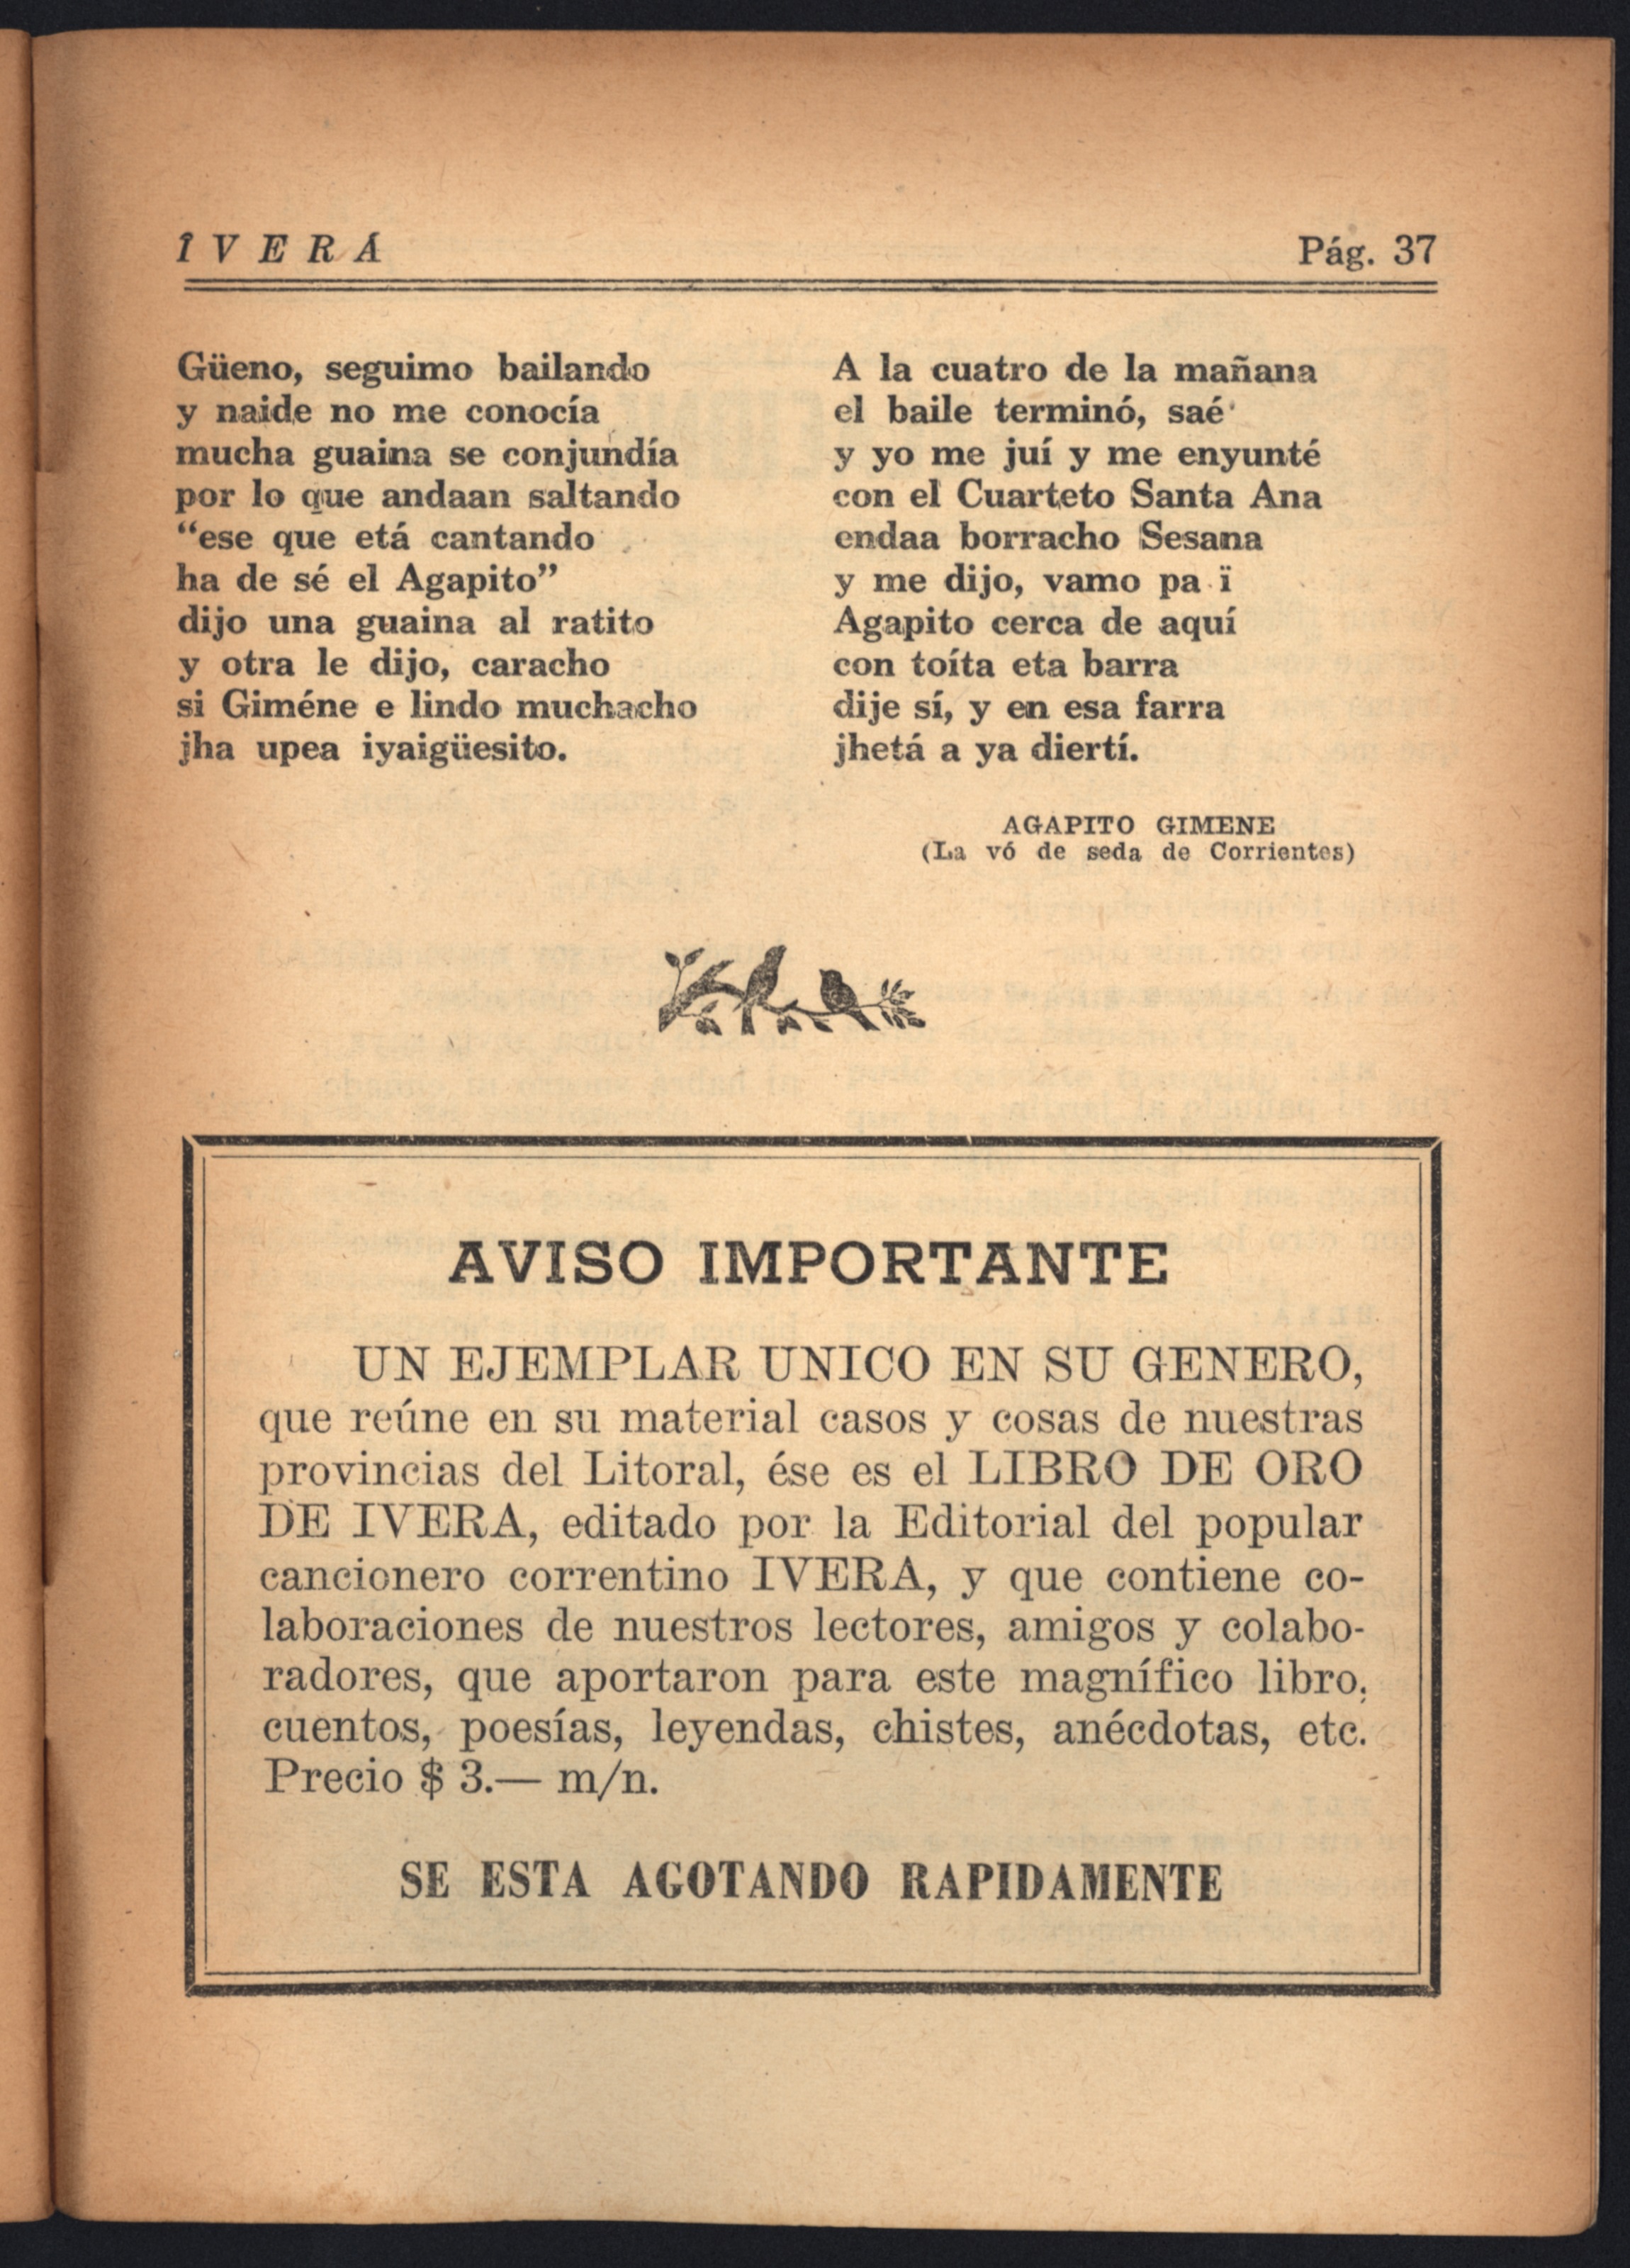 ÎVERÁ
Pág. 37
Güeno, seguimo bailando
y naide no me conocía
mucha guaina se conjundía
por lo que andaan saltando
“ese que etá cantando
ha de sé el Agapito”
dijo una guaina al ratito
y otra le dijo, caracho
si Giméne e lindo muchacho
jha upea iyaigüesito.
A la cuatro de la mañana
el baile terminó, saé
y yo me juí y me enyunté
con el Cuarteto Santa Ana
endaa borracho Sesana
y me dijo, vamo pa ï
Agapito cerca de aquí
con toíta eta barra
dije sí, y en esa farra
jhetá a ya diertí.
AGAPITO GIMENE
(La vó de seda de Corrientes)
AVISO IMPORTANTE
UN EJEMPLAR UNICO EN SU GENERO,
que reúne en su material casos y cosas de nuestras
provincias del Litoral, ése es el LIBRO DE ORO
DE IVERA, editado por la Editorial del popular
cancionero correntino IVERA, y que contiene co-
laboraciones de nuestros lectores, amigos y colabo-
radores, que aportaron para este magnífico libro,
cuentos, poesías, leyendas, chistes, anécdotas, etc.
Precio $ 3.— m/n.
SE ESTA AGOTANDO RAPIDAMENTE